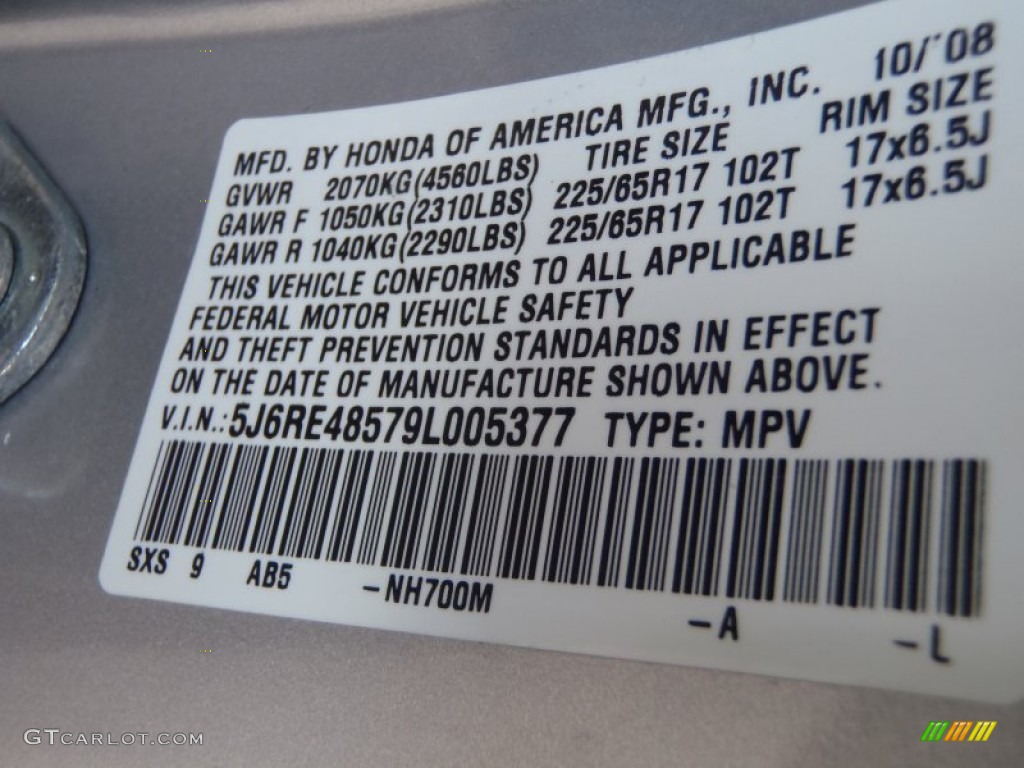 MFD. BY HONDA OF AMERICA MFG., INC. 10/'08
GVWR 2070KG(4560LBS) TIRE SIZE RIM SIZE
GAWR F 1050KG(2310LBS) 225/65R17 102T 17x6.5J
GAWR R 1040KG(2290LBS) 225/65R17 102T 17x6.5J
THIS VEHICLE CONFORMS TO ALL APPLICABLE
FEDERAL MOTOR VEHICLE SAFETY
AND THEFT PREVENTION STANDARDS IN EFFECT
ON THE DATE OF MANUFACTURE SHOWN ABOVE.
V.I.N.: 5J6RE48579L005377 TYPE: MPV
SXS 9 AB5 -NH700M -A -L
GTCARLOT.COM